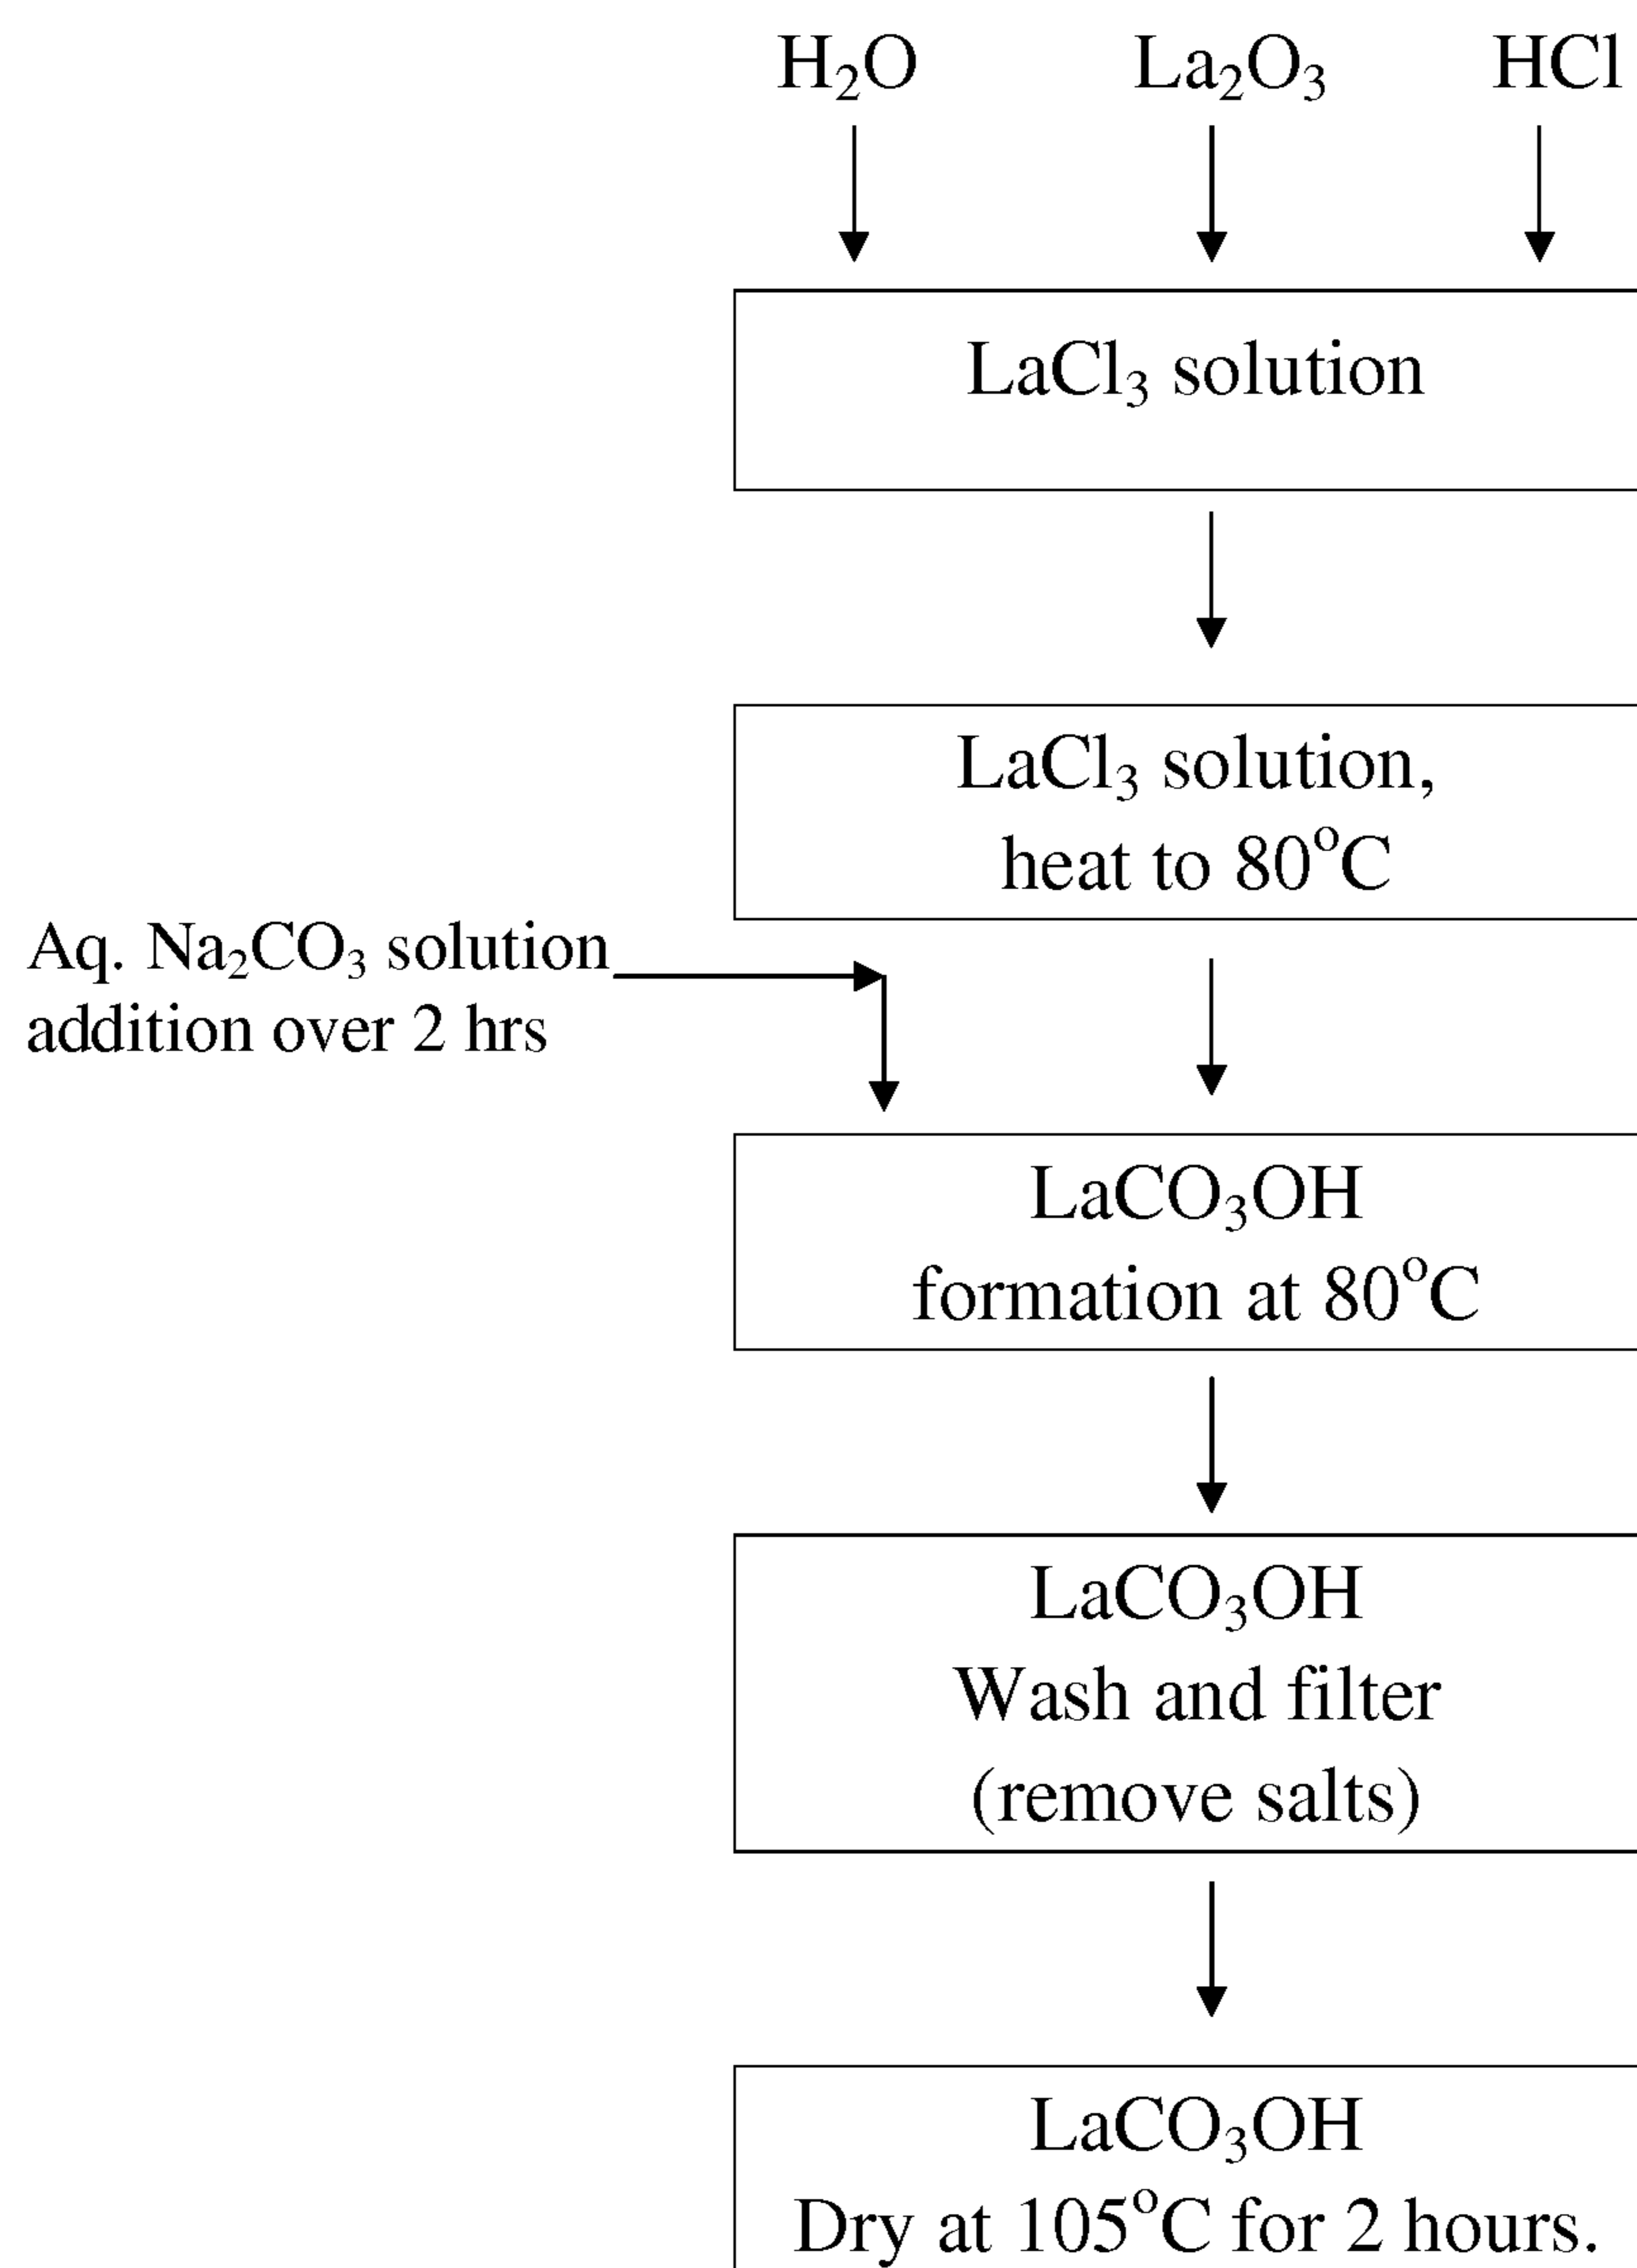 H₂O La₂O₃ HCl
LaCl₃ solution
LaCl₃ solution,
heat to 80°C
Aq. Na₂CO₃ solution
addition over 2 hrs
LaCO₃OH
formation at 80°C
LaCO₃OH
Wash and filter
(remove salts)
LaCO₃OH
Dry at 105°C for 2 hours.